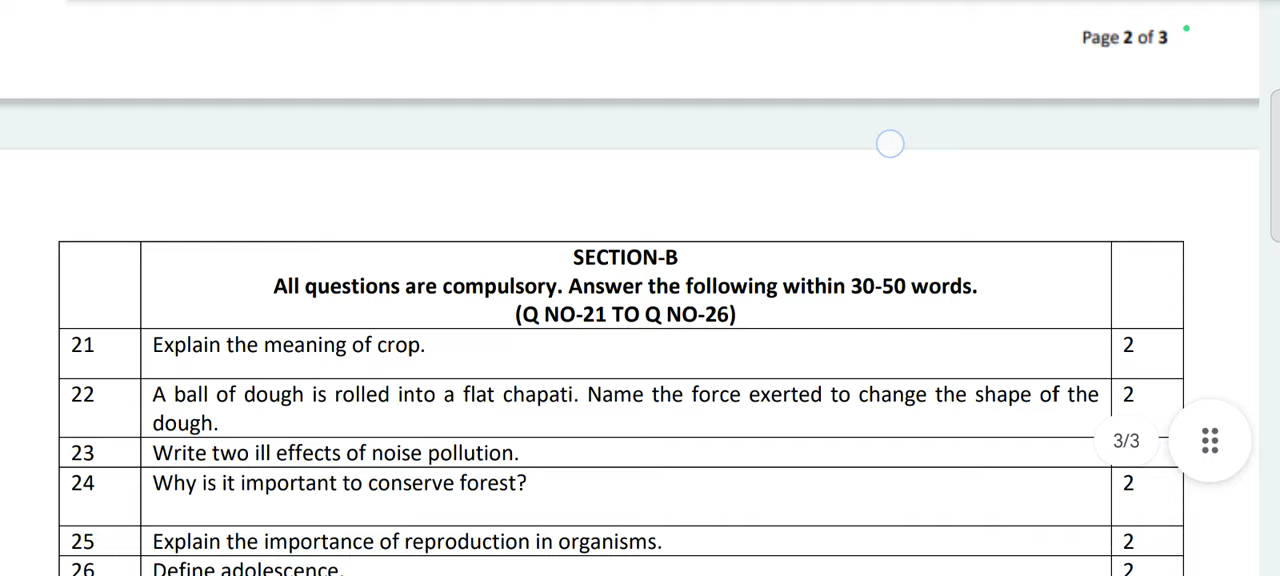 Page 2 of 3
SECTION-B
All questions are compulsory. Answer the following within 30-50 words.
(Q NO-21 TO Q NO-26)
21 Explain the meaning of crop. 2
22 A ball of dough is rolled into a flat chapati. Name the force exerted to change the shape of the 2
dough.
3/3
23 Write two ill effects of noise pollution.
24 Why is it important to conserve forest? 2
25 Explain the importance of reproduction in organisms. 2
26 Define adolescence. 2